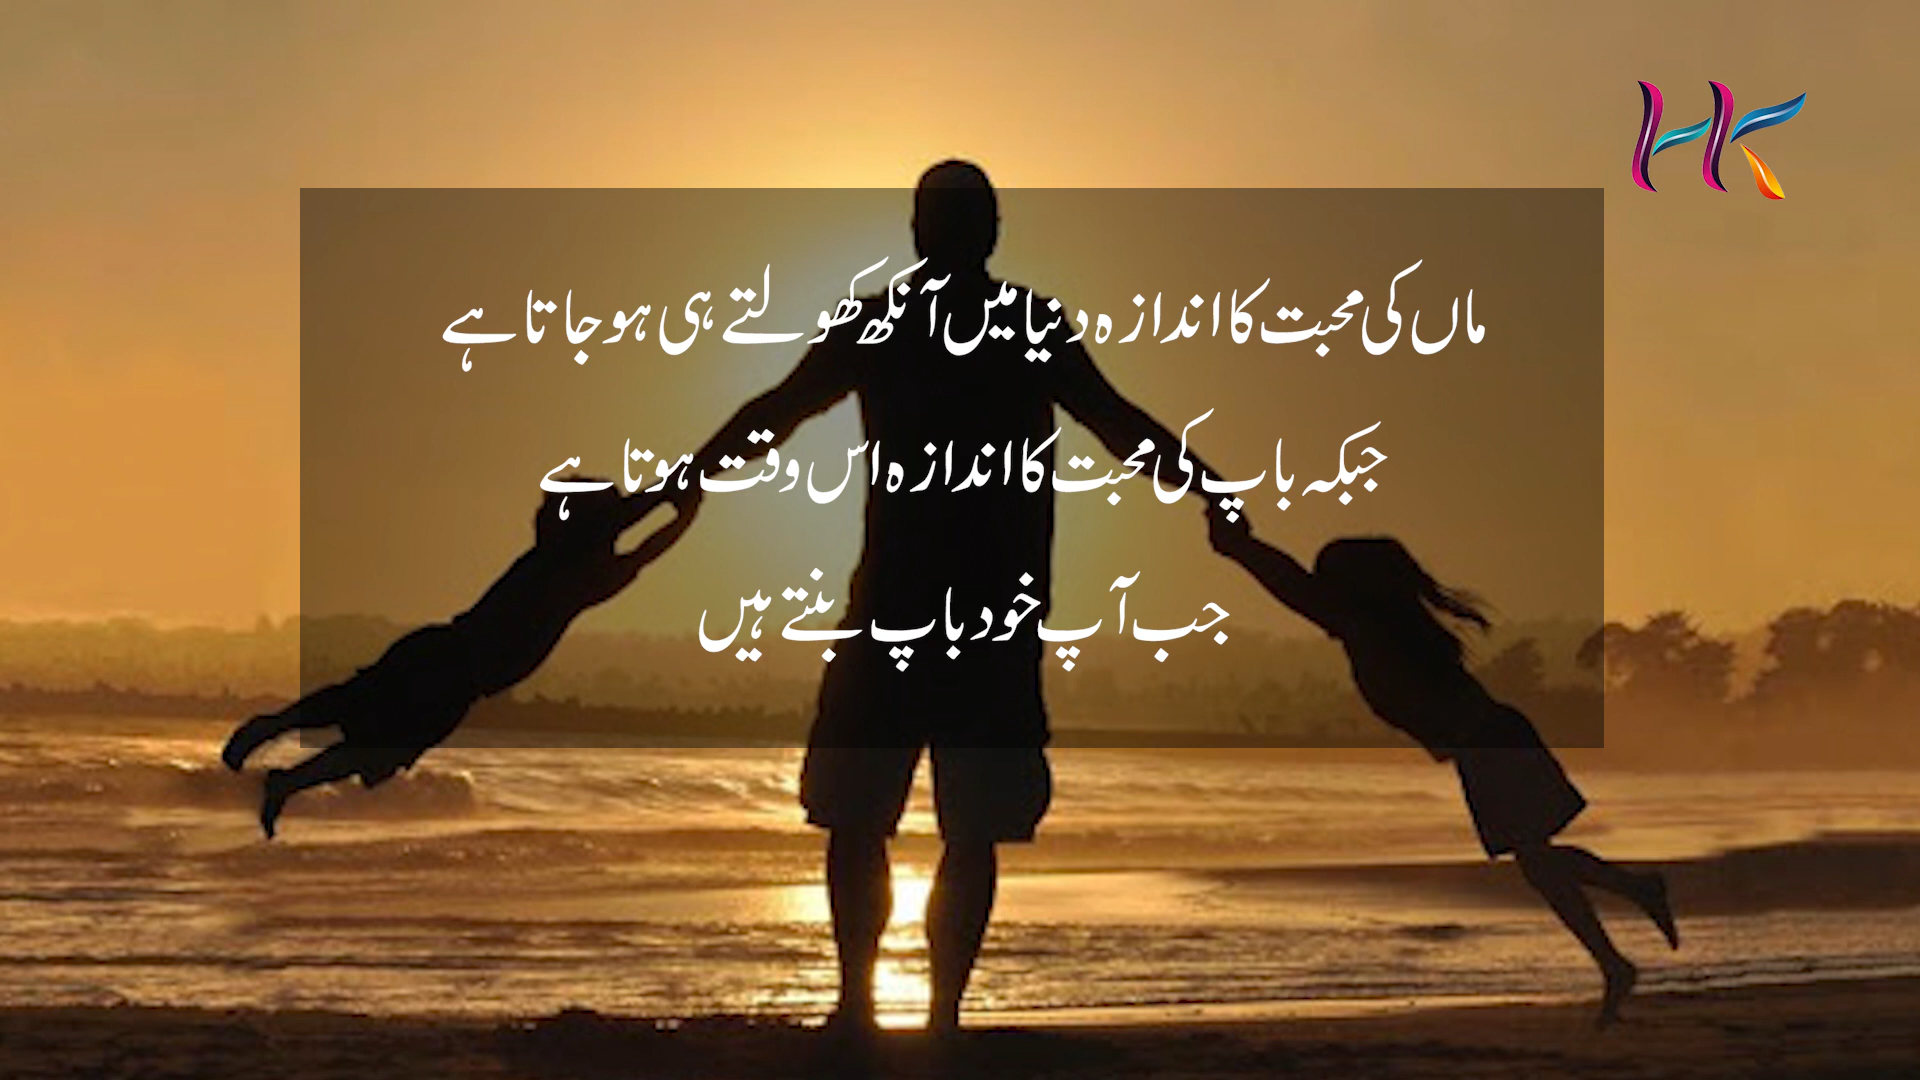 HK
ماں کی محبت کا اندازہ دنیا میں آنکھ کھولتے ہی ہو جاتا ہے
جبکہ باپ کی محبت کا اندازہ اس وقت ہوتا ہے
جب آپ خود باپ بنتے ہیں